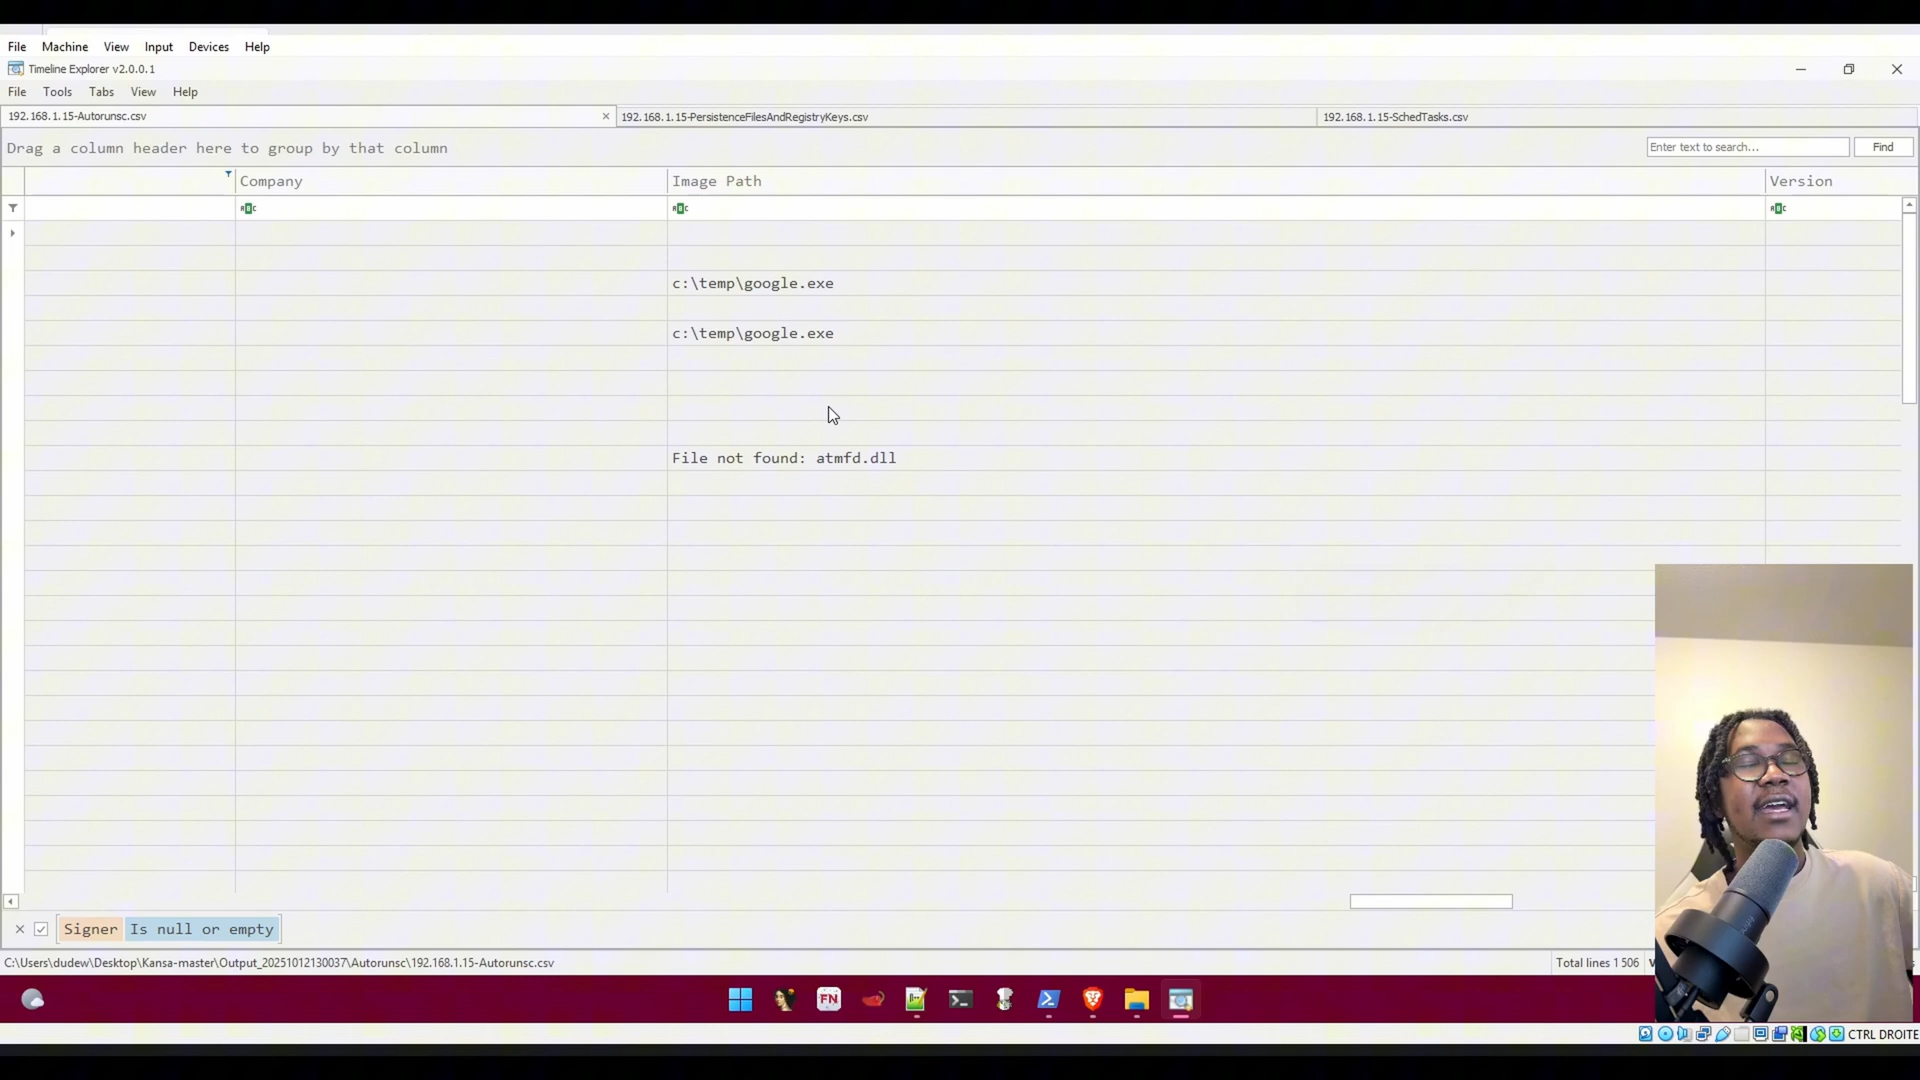 File Machine View Input Devices Help
Timeline Explorer v2.0.0.1
File Tools Tabs View Help
192.168.1.15-Autorunsc.csv 192.168.1.15-PersistenceFilesAndRegistryKeys.csv 192.168.1.15-SchedTasks.csv
Drag a column header here to group by that column Enter text to search... Find
Company Image Path Version
c:\temp\google.exe
c:\temp\google.exe
File not found: atmfd.dll
Signer Is null or empty
C:\Users\dudew\Desktop\Kansa-master\Output_20251012130037\Autorunsc\192.168.1.15-Autorunsc.csv Total lines 1 506
FN
CTRL DROITE